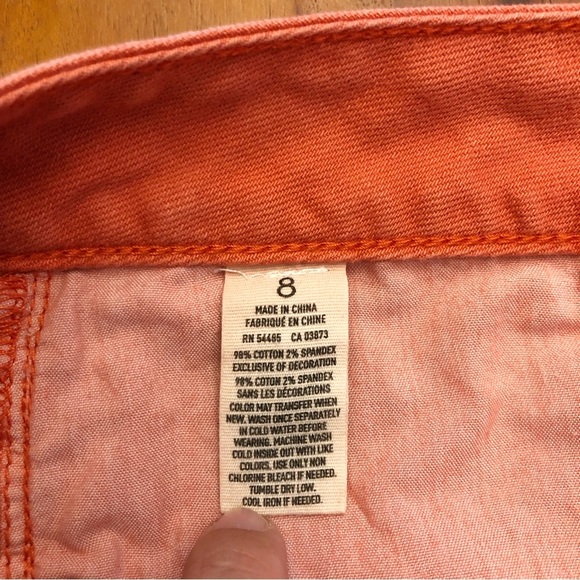 8
MADE IN CHINA
FABRIQUÉ EN CHINE
RN 54485 CA 03873
98% COTTON 2% SPANDEX
EXCLUSIVE OF DECORATION
98% COTON 2% SPANDEX
SANS LES DÉCORATIONS
COLOR MAY TRANSFER WHEN
NEW. WASH ONCE SEPARATELY
IN COLD WATER BEFORE
WEARING. MACHINE WASH
COLD INSIDE OUT WITH LIKE
COLORS. USE ONLY NON
CHLORINE BLEACH IF NEEDED.
TUMBLE DRY LOW.
COOL IRON IF NEEDED.